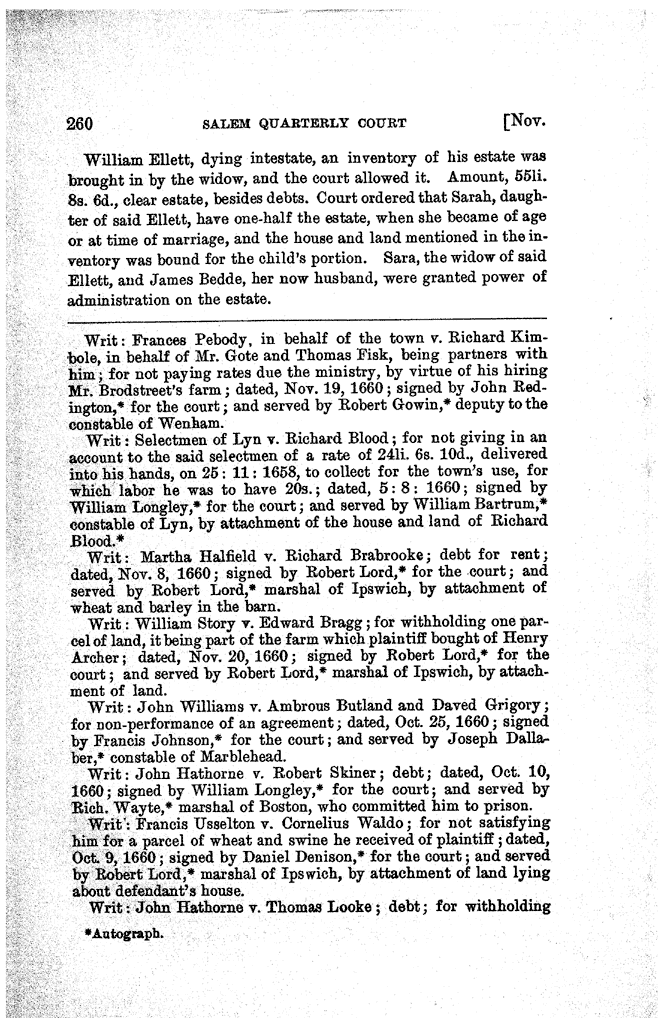 260 SALEM QUARTERLY COURT [Nov.
William Ellett, dying intestate, an inventory of his estate was
brought in by the widow, and the court allowed it. Amount, 55li.
8s. 6d., clear estate, besides debts. Court ordered that Sarah, daugh-
ter of said Ellett, have one-half the estate, when she became of age
or at time of marriage, and the house and land mentioned in the in-
ventory was bound for the child's portion. Sara, the widow of said
Ellett, and James Bedde, her now husband, were granted power of
administration on the estate.
Writ: Frances Pebody, in behalf of the town v. Richard Kim-
bole, in behalf of Mr. Gote and Thomas Fisk, being partners with
him; for not paying rates due the ministry, by virtue of his hiring
Mr. Brodstreet's farm; dated, Nov. 19, 1660; signed by John Red-
ington,* for the court; and served by Robert Gowin,* deputy to the
constable of Wenham.
Writ: Selectmen of Lyn v. Richard Blood; for not giving in an
account to the said selectmen of a rate of 24li. 6s. 10d., delivered
into his hands, on 25: 11: 1658, to collect for the town's use, for
which labor he was to have 20s.; dated, 5: 8: 1660; signed by
William Longley,* for the court; and served by William Bartrum,*
constable of Lyn, by attachment of the house and land of Richard
Blood.*
Writ: Martha Halfield v. Richard Brabrooke; debt for rent;
dated, Nov. 8, 1660; signed by Robert Lord,* for the court; and
served by Robert Lord,* marshal of Ipswich, by attachment of
wheat and barley in the barn.
Writ: William Story v. Edward Bragg; for withholding one par-
cel of land, it being part of the farm which plaintiff bought of Henry
Archer; dated, Nov. 20, 1660; signed by Robert Lord,* for the
court; and served by Robert Lord,* marshal of Ipswich, by attach-
ment of land.
Writ: John Williams v. Ambrous Butland and Daved Grigory;
for non-performance of an agreement; dated, Oct. 25, 1660; signed
by Francis Johnson,* for the court; and served by Joseph Dalla-
ber,* constable of Marblehead.
Writ: John Hathorne v. Robert Skiner; debt; dated, Oct. 10,
1660; signed by William Longley,* for the court; and served by
Rich. Wayte,* marshal of Boston, who committed him to prison.
Writ: Francis Usselton v. Cornelius Waldo; for not satisfying
him for a parcel of wheat and swine he received of plaintiff; dated,
Oct. 9, 1660; signed by Daniel Denison,* for the court; and served
by Robert Lord,* marshal of Ipswich, by attachment of land lying
about defendant's house.
Writ: John Hathorne v. Thomas Looke; debt; for withholding
*Autograph.